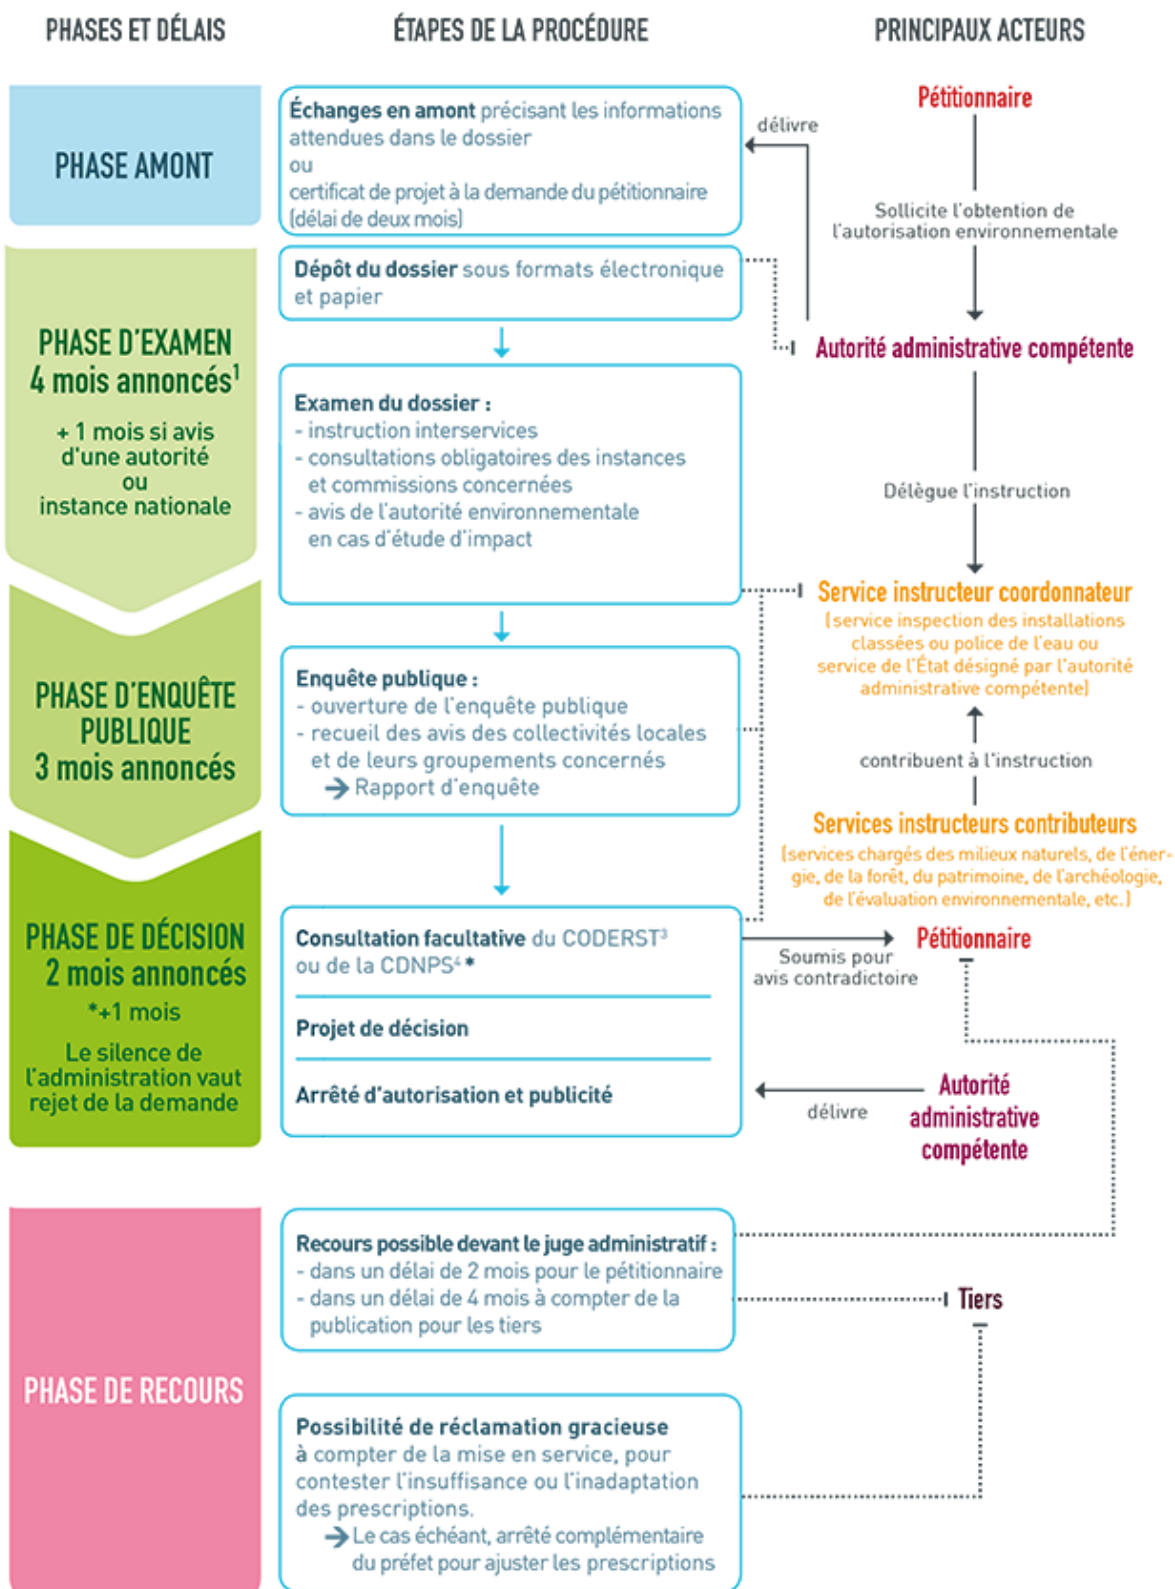 PHASES ET DÉLAIS
ÉTAPES DE LA PROCÉDURE
PRINCIPAUX ACTEURS
PHASE AMONT
Échanges en amont précisant les informations
attendues dans le dossier
ou
certificat de projet à la demande du pétitionnaire
(délai de deux mois)
délivre
Pétitionnaire
Sollicite l'obtention de
l'autorisation environnementale
PHASE D'EXAMEN
4 mois annoncés¹
+ 1 mois si avis
d'une autorité
ou
instance nationale
Dépôt du dossier sous formats électronique
et papier
Autorité administrative compétente
Examen du dossier :
- instruction interservices
- consultations obligatoires des instances
et commissions concernées
- avis de l'autorité environnementale
en cas d'étude d'impact
Délègue l'instruction
Service instructeur coordonnateur
(service inspection des installations
classées ou police de l'eau ou
service de l'État désigné par l'autorité
administrative compétente)
PHASE D'ENQUÊTE
PUBLIQUE
3 mois annoncés
Enquête publique :
- ouverture de l'enquête publique
- recueil des avis des collectivités locales
et de leurs groupements concernés
→ Rapport d'enquête
contribuent à l'instruction
Services instructeurs contributeurs
(services chargés des milieux naturels, de l'éner-
gie, de la forêt, du patrimoine, de l'archéologie,
de l'évaluation environnementale, etc.)
PHASE DE DÉCISION
2 mois annoncés
*+1 mois
Le silence de
l'administration vaut
rejet de la demande
Consultation facultative du CODERST³
ou de la CDNPS⁴ *
Projet de décision
Arrêté d'autorisation et publicité
Soumis pour
avis contradictoire
Pétitionnaire
délivre
Autorité
administrative
compétente
PHASE DE RECOURS
Recours possible devant le juge administratif :
- dans un délai de 2 mois pour le pétitionnaire
- dans un délai de 4 mois à compter de la
publication pour les tiers
Tiers
Possibilité de réclamation gracieuse
à compter de la mise en service, pour
contester l'insuffisance ou l'inadaptation
des prescriptions.
→ Le cas échéant, arrêté complémentaire
du préfet pour ajuster les prescriptions